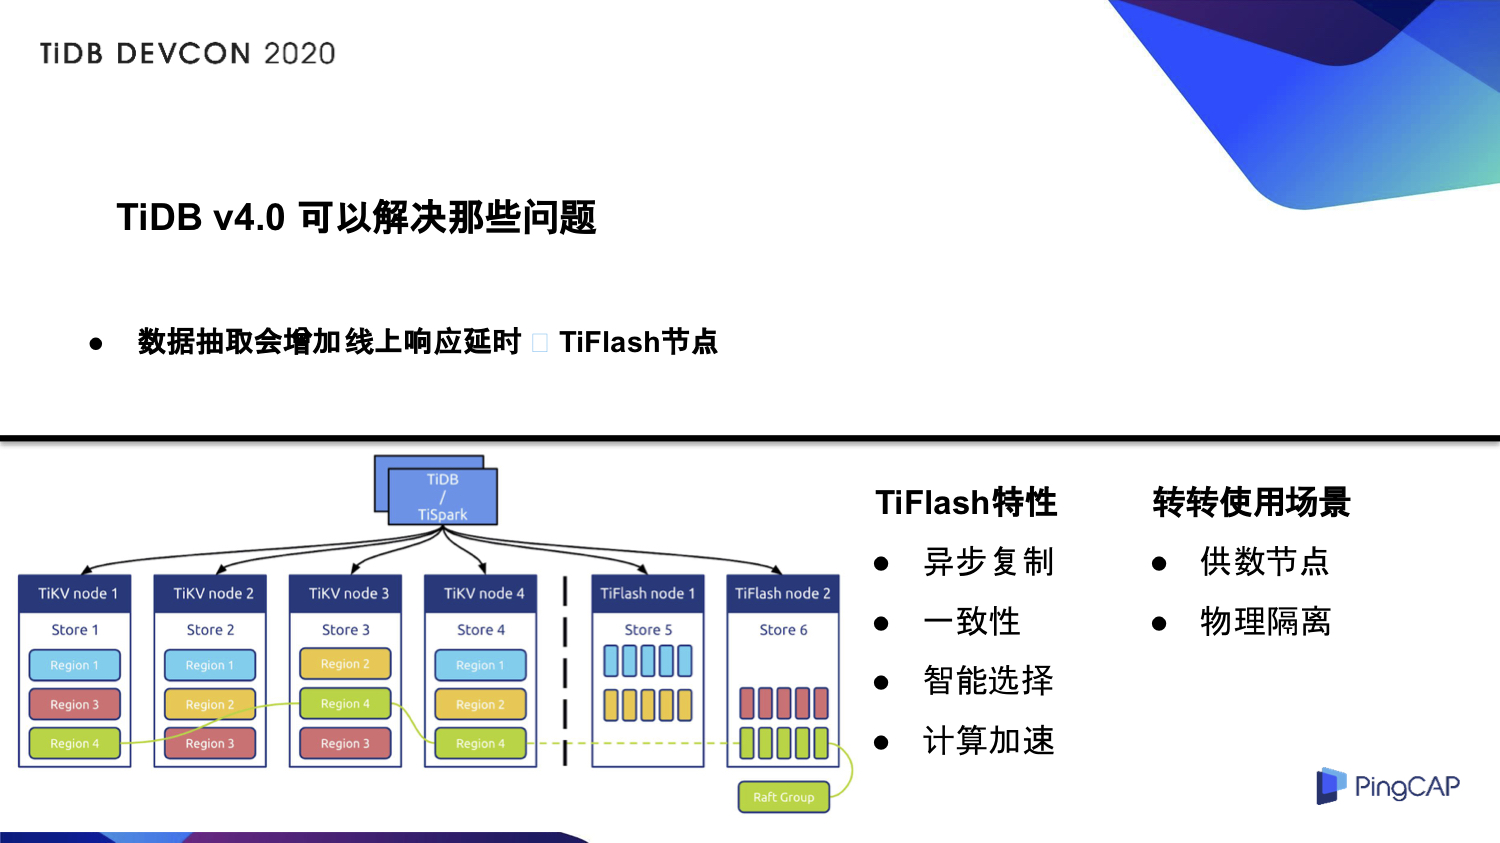 TiDB DEVCON 2020
TiDB v4.0 可以解决那些问题
● 数据抽取会增加线上响应延时 TiFlash节点
TiDB
/
TiSpark
TiKV node 1
TiKV node 2
TiKV node 3
TiKV node 4
TiFlash node 1
TiFlash node 2
Store 1
Store 2
Store 3
Store 4
Store 5
Store 6
Region 1
Region 1
Region 2
Region 1
Region 3
Region 2
Region 4
Region 2
Region 4
Region 3
Region 3
Region 4
Raft Group
TiFlash特性
● 异步复制
● 一致性
● 智能选择
● 计算加速
转转使用场景
● 供数节点
● 物理隔离
PingCAP